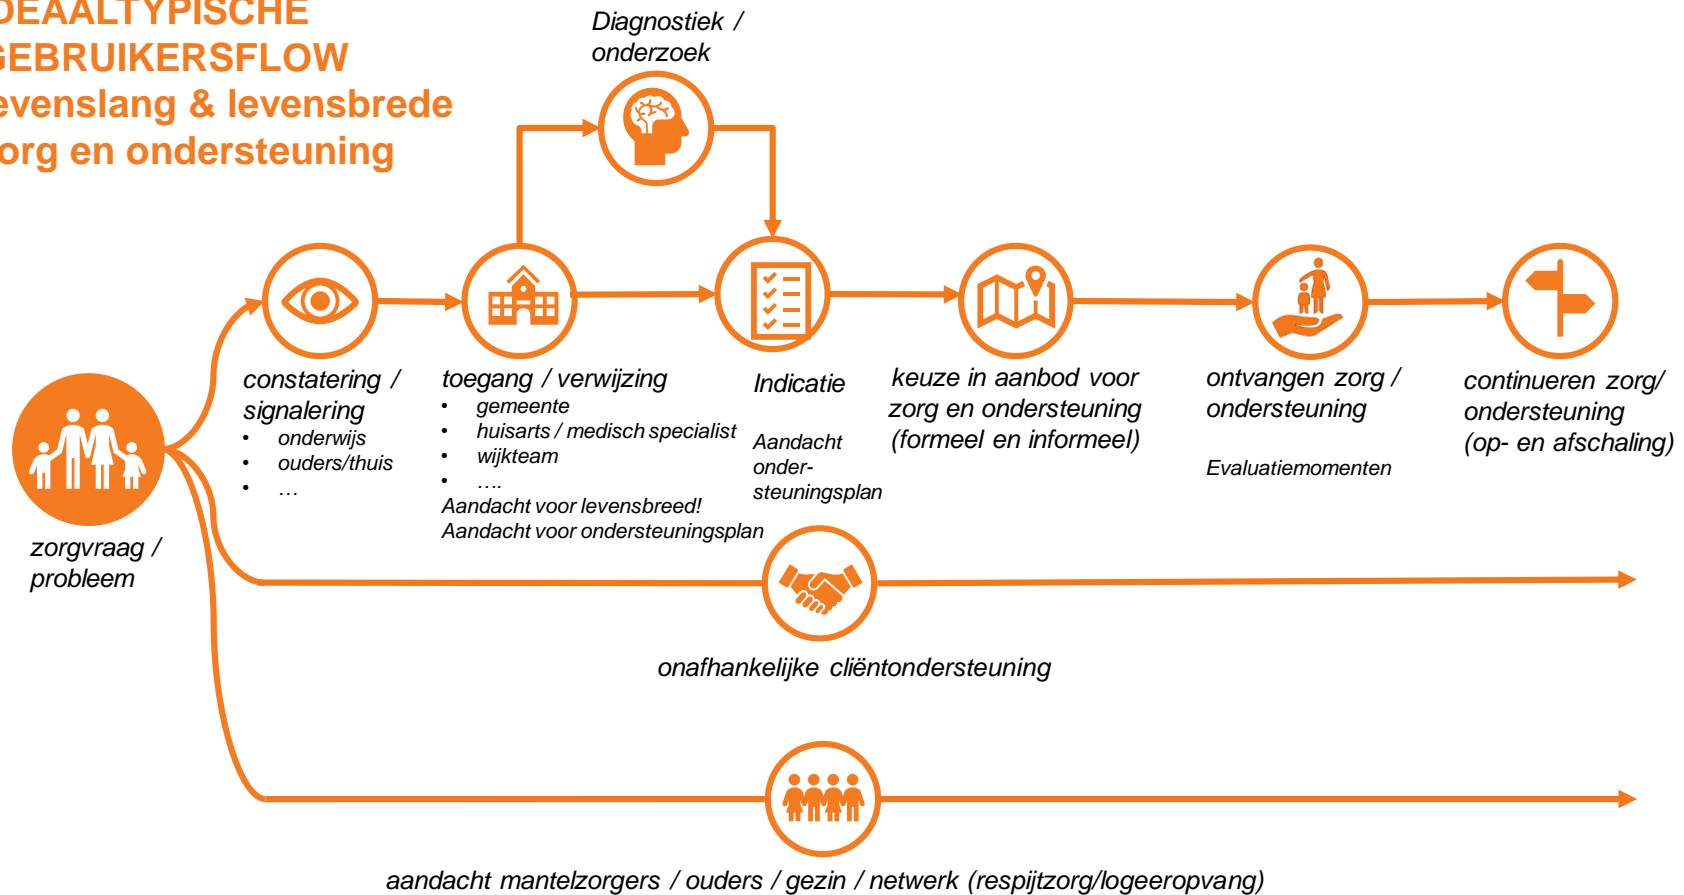 DEAALTYPISCHE
GEBRUIKERSFLOW
evenslang & levensbrede
org en ondersteuning
Diagnostiek /
onderzoek
constatering /
signalering
• onderwijs
• ouders/thuis
• …
toegang / verwijzing
• gemeente
• huisarts / medisch specialist
• wijkteam
• ….
Aandacht voor levensbreed!
Aandacht voor ondersteuningsplan
Indicatie
Aandacht
onder-
steuningsplan
keuze in aanbod voor
zorg en ondersteuning
(formeel en informeel)
ontvangen zorg /
ondersteuning
Evaluatiemomenten
continueren zorg/
ondersteuning
(op- en afschaling)
zorgvraag /
probleem
onafhankelijke cliëntondersteuning
aandacht mantelzorgers / ouders / gezin / netwerk (respijtzorg/logeeropvang)